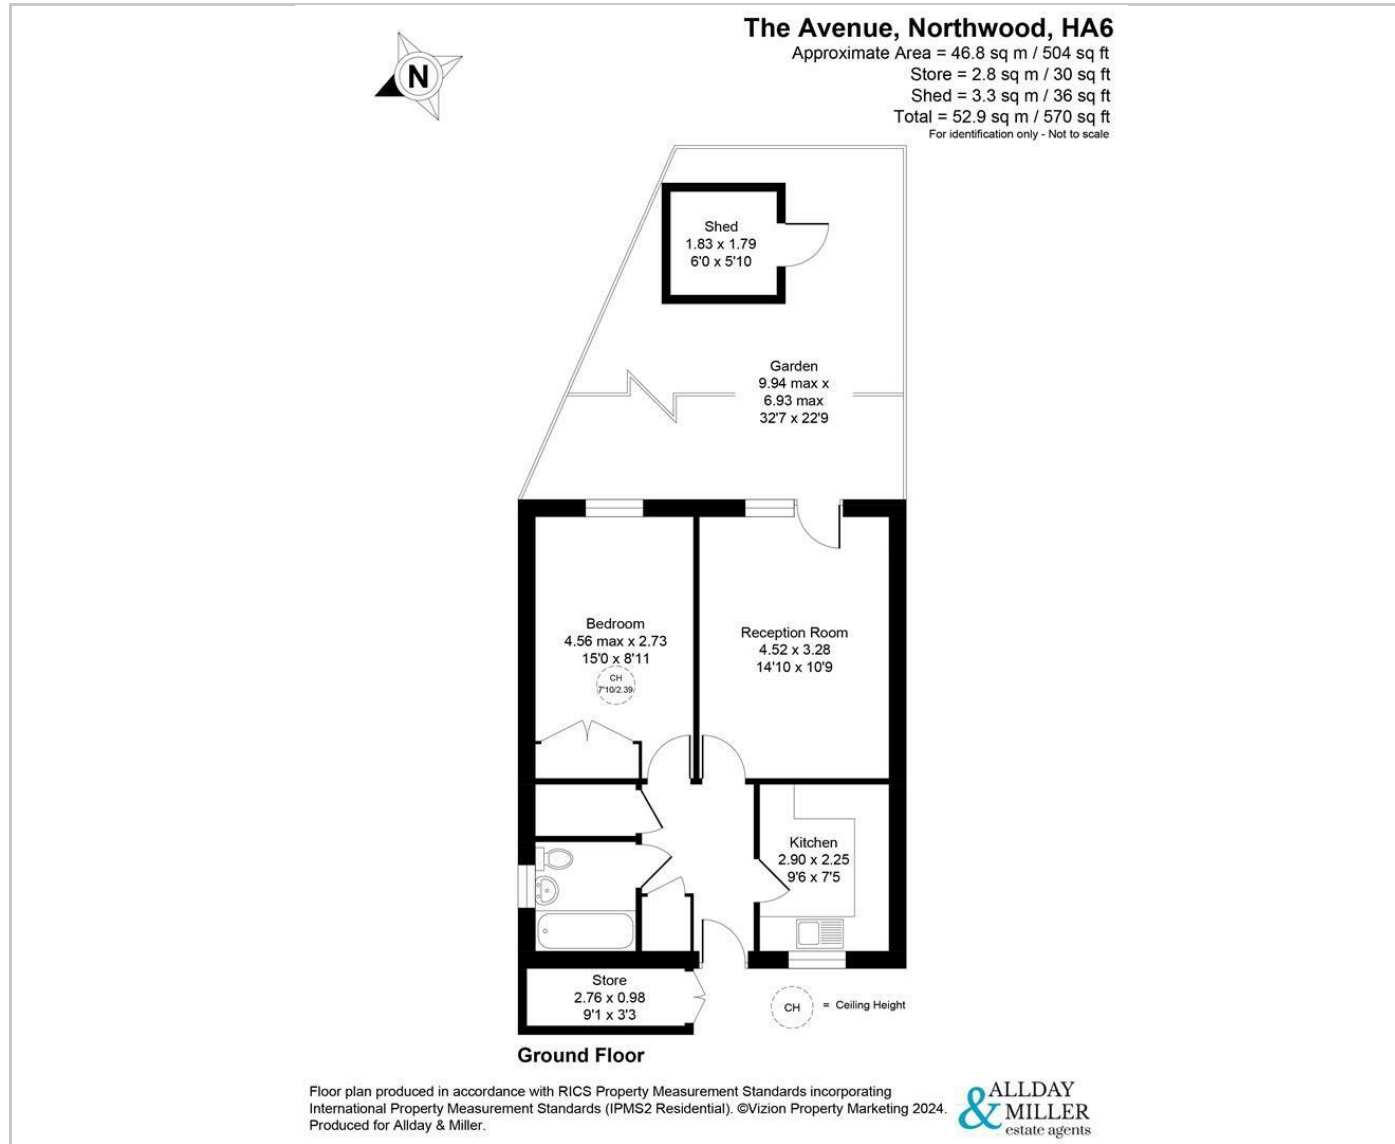 The Avenue, Northwood, HA6
Approximate Area = 46.8 sq m / 504 sq ft
Store = 2.8 sq m / 30 sq ft
Shed = 3.3 sq m / 36 sq ft
Total = 52.9 sq m / 570 sq ft
For identification only - Not to scale
N
Shed
1.83 x 1.79
6'0 x 5'10
Garden
9.94 max x
6.93 max
32'7 x 22'9
Bedroom
4.56 max x 2.73
15'0 x 8'11
CH
7'10/2.39
Reception Room
4.52 x 3.28
14'10 x 10'9
Kitchen
2.90 x 2.25
9'6 x 7'5
Store
2.76 x 0.98
9'1 x 3'3
CH = Ceiling Height
Ground Floor
Floor plan produced in accordance with RICS Property Measurement Standards incorporating
International Property Measurement Standards (IPMS2 Residential). ©Vizion Property Marketing 2024.
Produced for Allday & Miller.
ALLDAY
& MILLER
estate agents